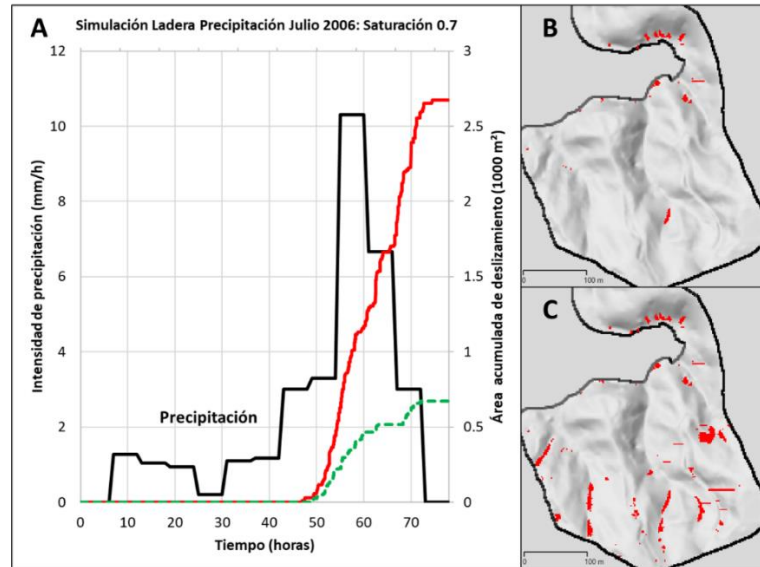 A
Simulación Ladera Precipitación Julio 2006: Saturación 0.7
12
10
8
6
4
2
0
Intensidad de precipitación (mm/h)
Precipitación
0 10 20 30 40 50 60 70
Tiempo (horas)
3
2.5
2
1.5
1
0.5
0
Área acumulada de deslizamiento (1000 m²)
B
0 100 m
C
0 100 m